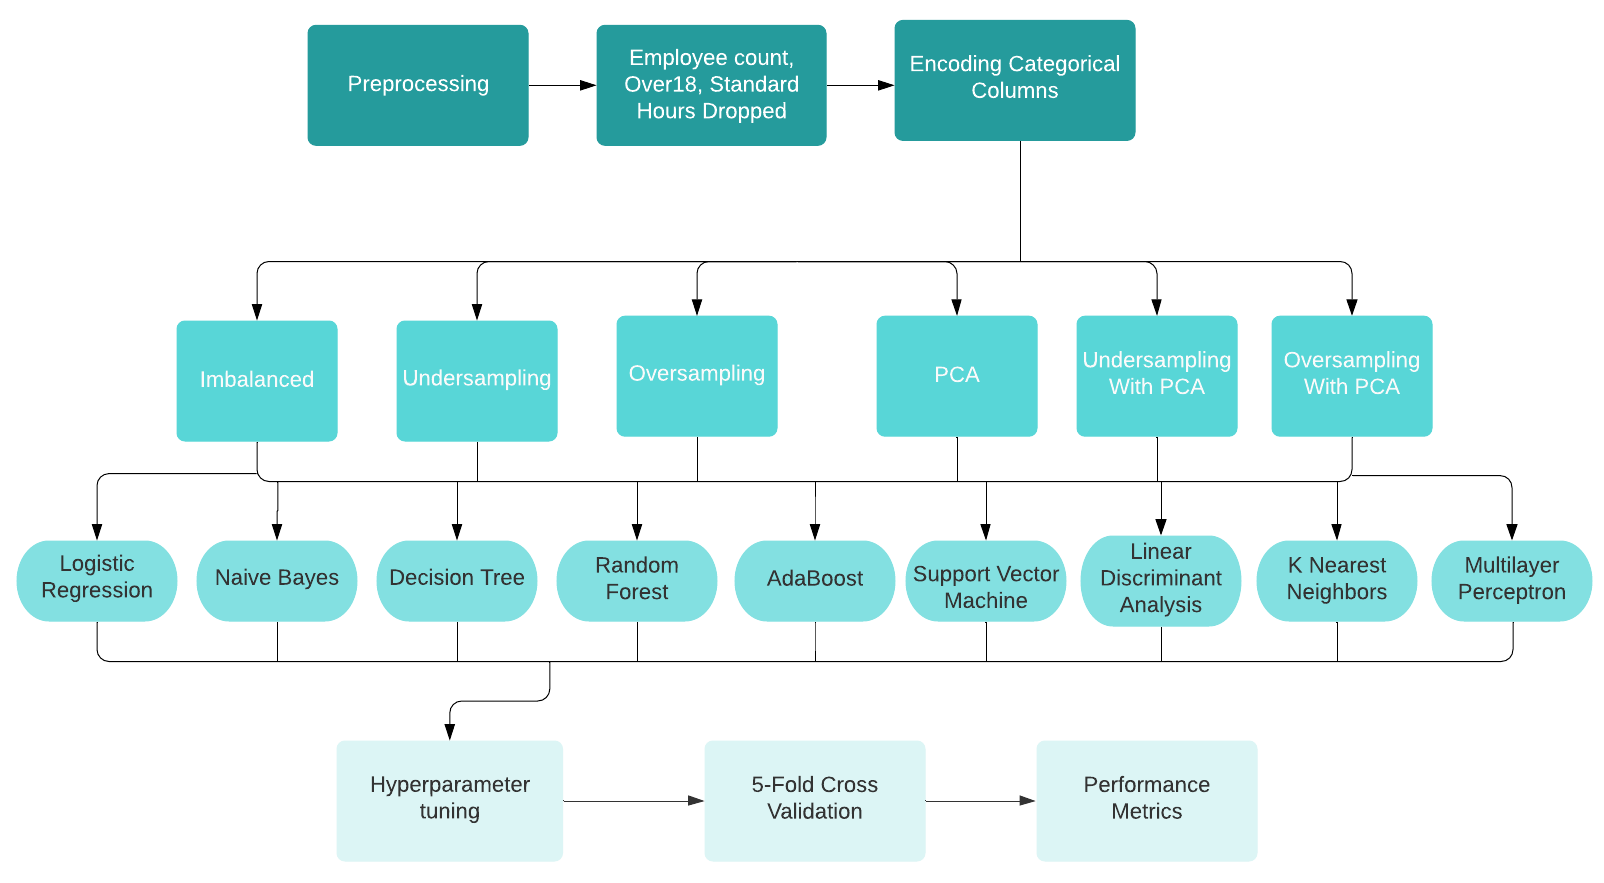 Preprocessing
Employee count,
Over18, Standard
Hours Dropped
Encoding Categorical
Columns
Imbalanced
Undersampling
Oversampling
PCA
Undersampling
With PCA
Oversampling
With PCA
Logistic
Regression
Naive Bayes
Decision Tree
Random
Forest
AdaBoost
Support Vector
Machine
Linear
Discriminant
Analysis
K Nearest
Neighbors
Multilayer
Perceptron
Hyperparameter
tuning
5-Fold Cross
Validation
Performance
Metrics